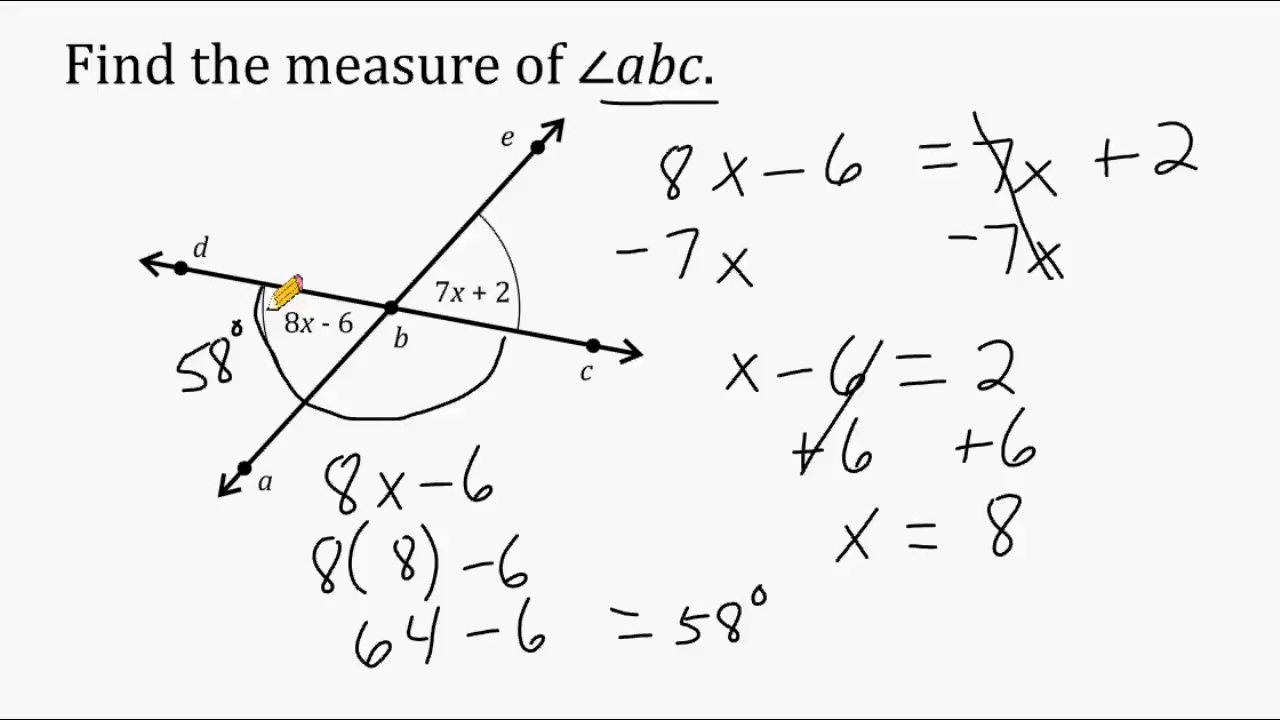 Find the measure of ∠abc.
e
d
7x + 2
8x - 6
b
c
a
58°
8x - 6 = 7x + 2
-7x -7x
x - 6 = 2
+6 +6
x = 8
8x - 6
8(8) - 6
64 - 6 = 58°